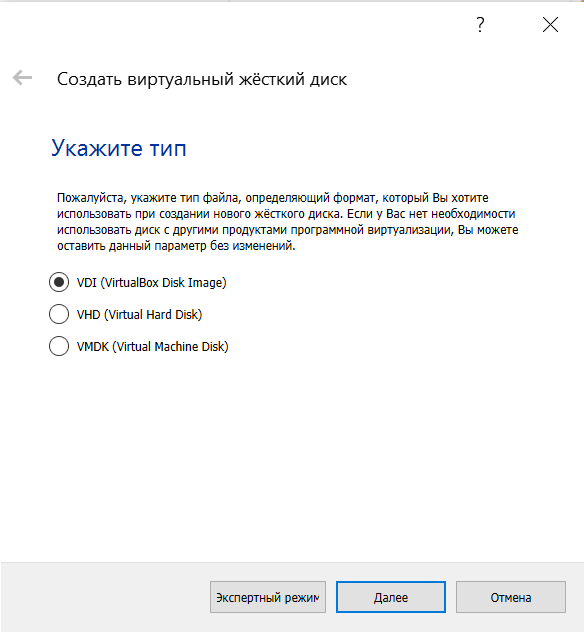 ?
Создать виртуальный жёсткий диск
Укажите тип
Пожалуйста, укажите тип файла, определяющий формат, который Вы хотите
использовать при создании нового жёсткого диска. Если у Вас нет необходимости
использовать диск с другими продуктами программной виртуализации, Вы можете
оставить данный параметр без изменений.
VDI (VirtualBox Disk Image)
VHD (Virtual Hard Disk)
VMDK (Virtual Machine Disk)
Экспертный режим Далее Отмена